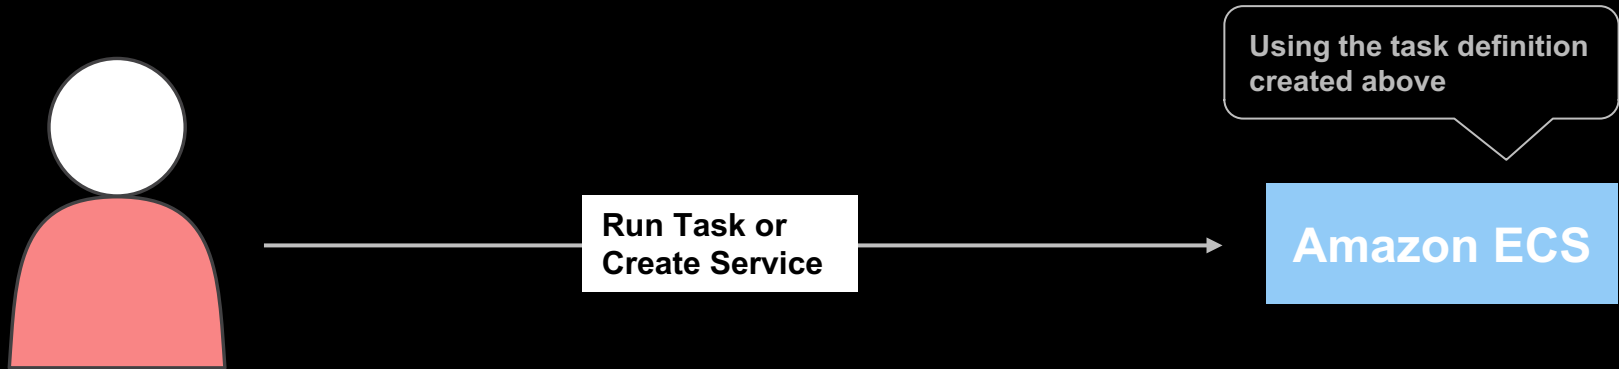 Using the task definition
created above
Run Task or
Create Service
Amazon ECS